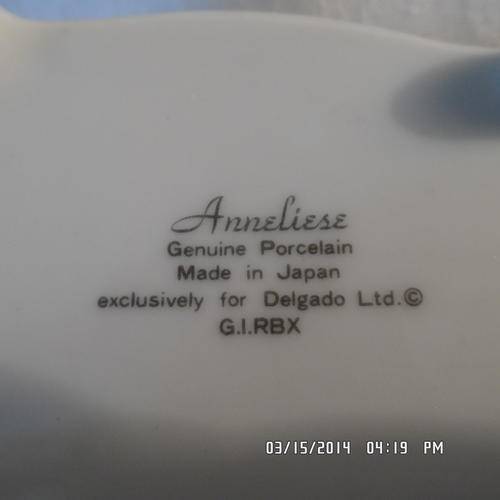 Anneliese
Genuine Porcelain
Made in Japan
exclusively for Delgado Ltd.©
G.I.RBX
03/15/2014 04:19 PM